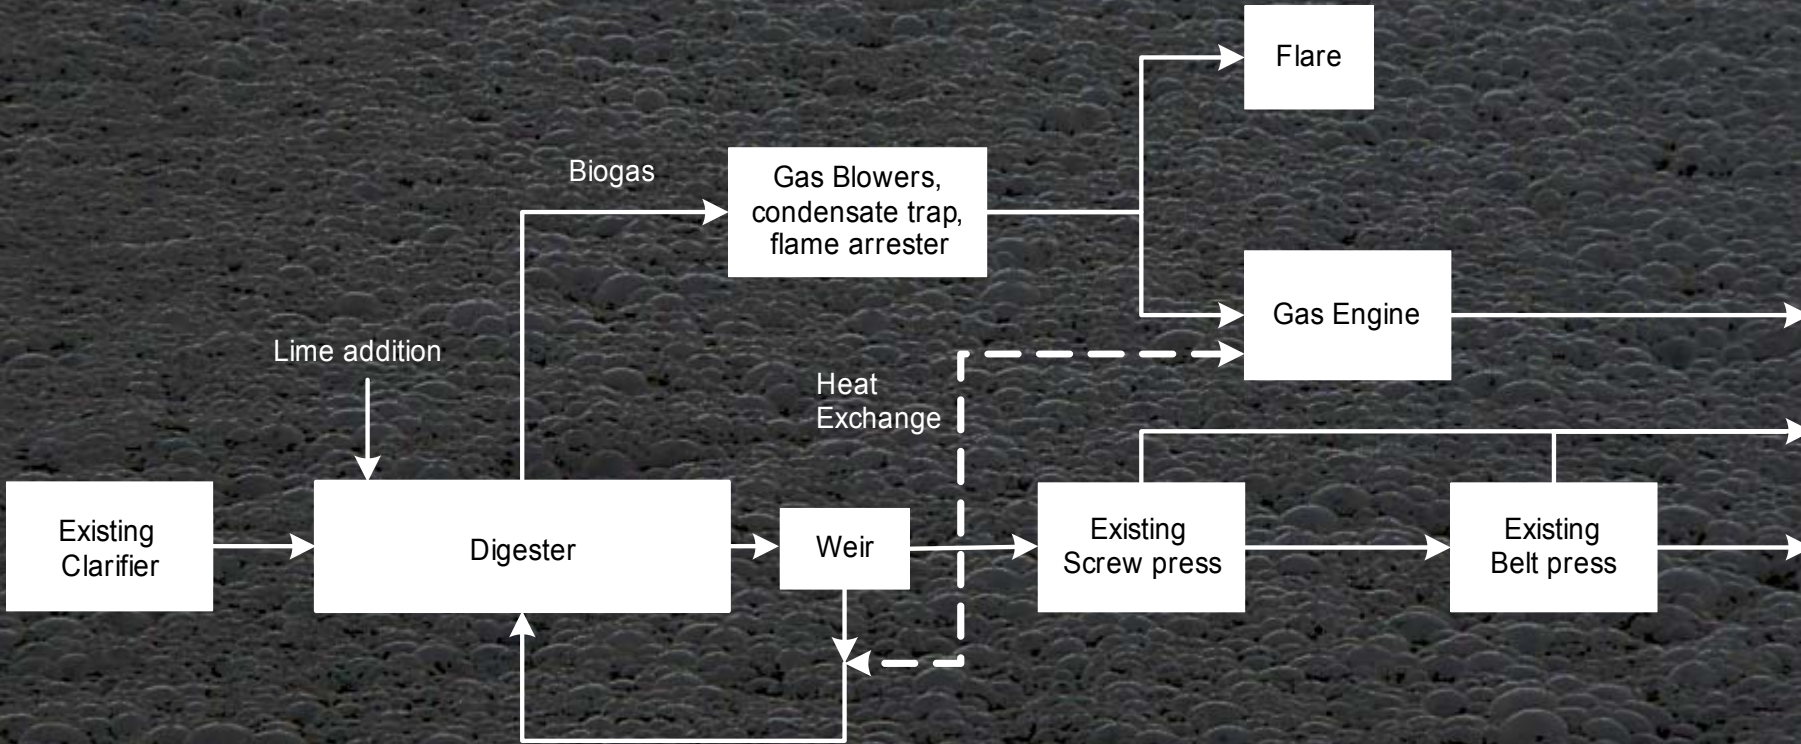 Flare
Biogas
Gas Blowers,
condensate trap,
flame arrester
Gas Engine
Lime addition
Heat
Exchange
Existing
Clarifier
Digester
Weir
Existing
Screw press
Existing
Belt press